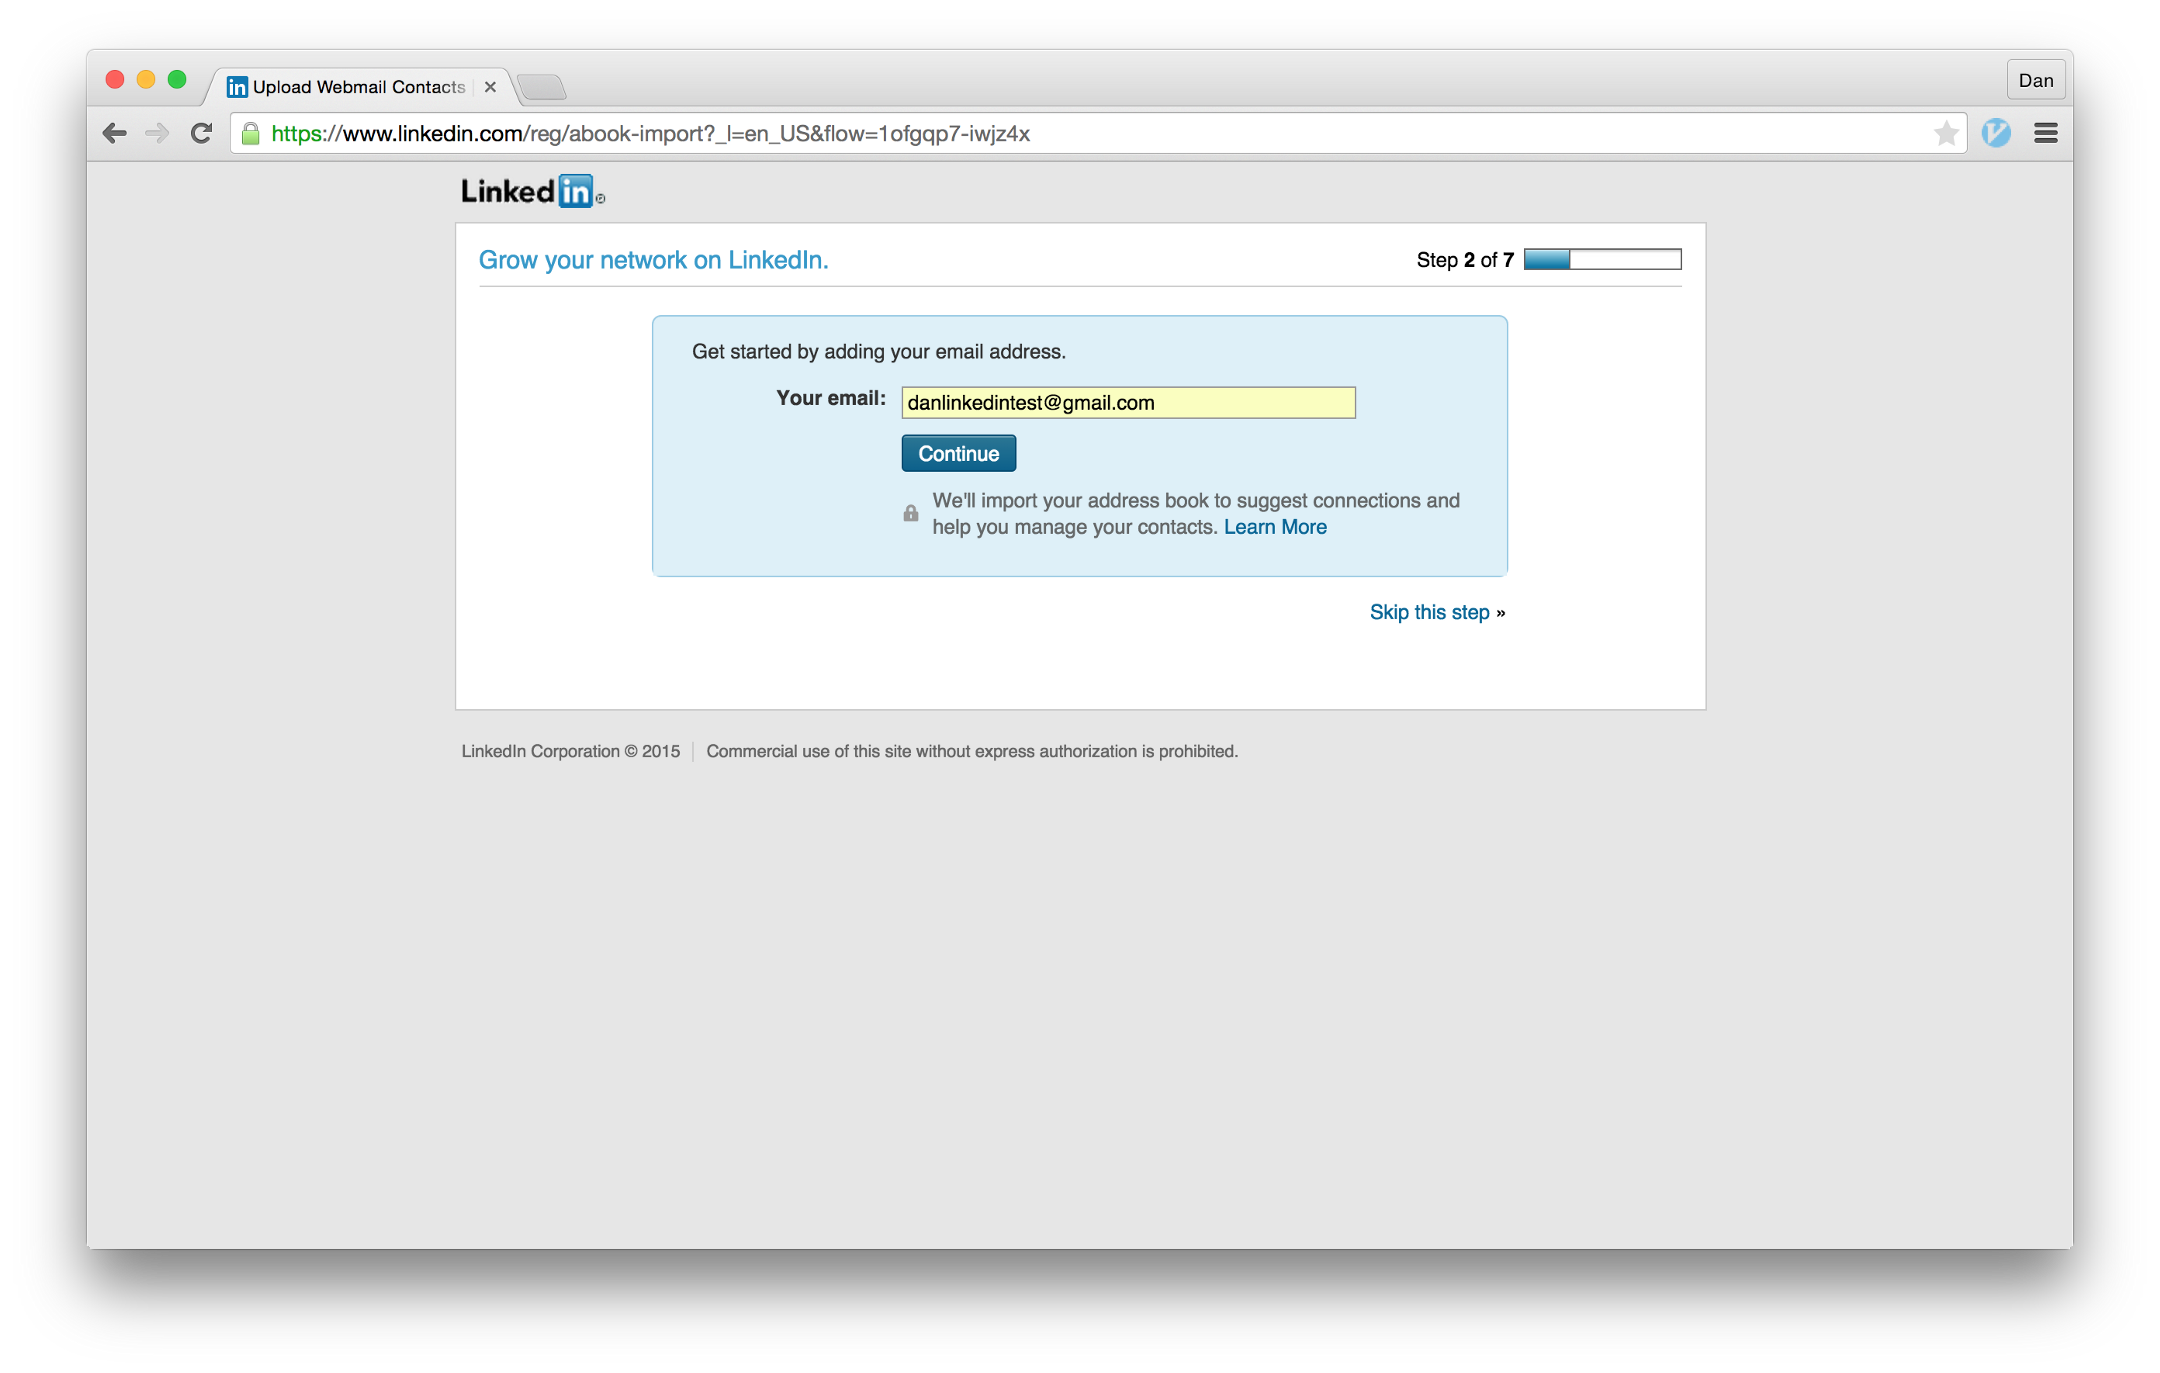 Upload Webmail Contacts
Dan
https://www.linkedin.com/reg/abook-import?_l=en_US&flow=1ofgqp7-iwjz4x
Linked in ®
Grow your network on LinkedIn.
Step 2 of 7
Get started by adding your email address.
Your email: danlinkedintest@gmail.com
Continue
We'll import your address book to suggest connections and
help you manage your contacts. Learn More
Skip this step »
LinkedIn Corporation © 2015 | Commercial use of this site without express authorization is prohibited.